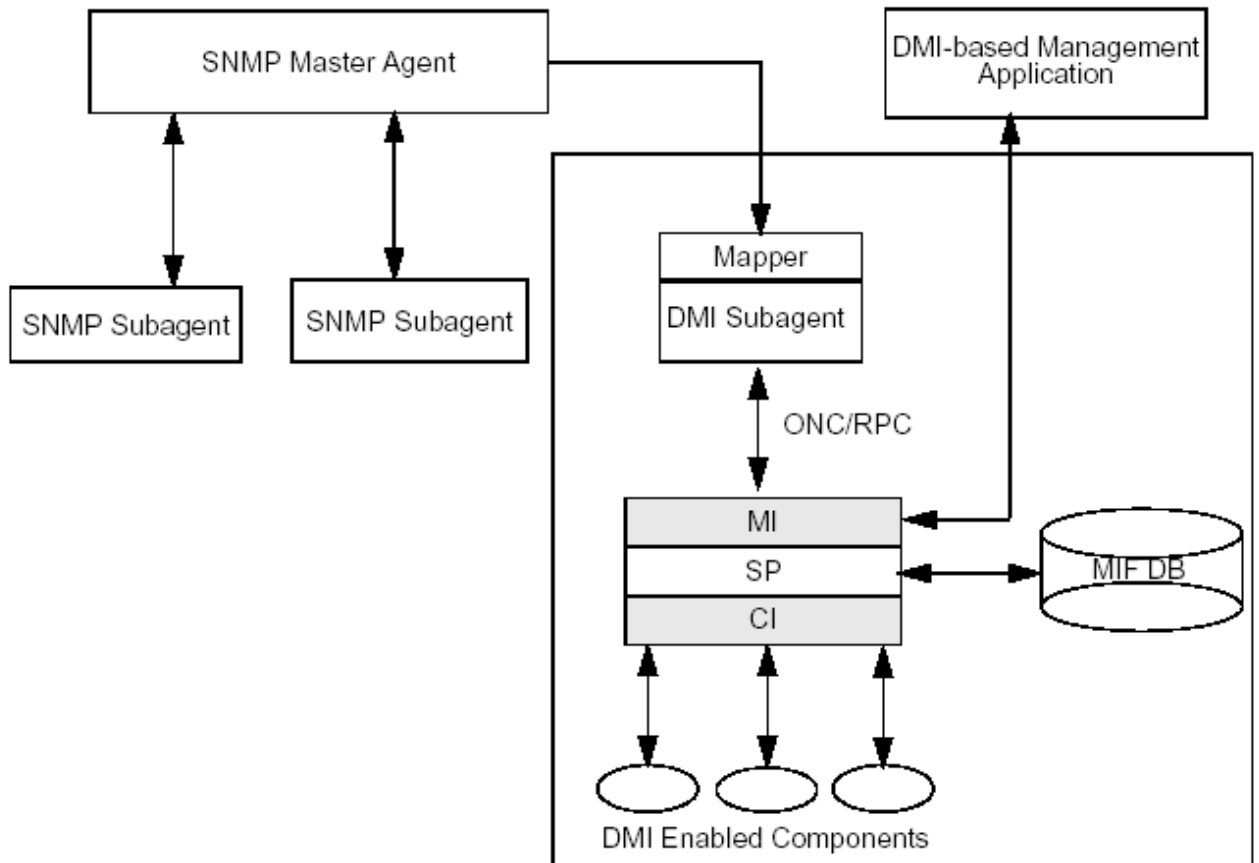 SNMP Master Agent
DMI-based Management
Application
Mapper
SNMP Subagent
SNMP Subagent
DMI Subagent
ONC/RPC
MI
SP
MIF DB
CI
DMI Enabled Components